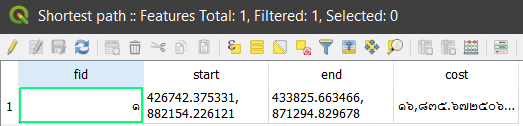 Shortest path :: Features Total: 1, Filtered: 1, Selected: 0
fid start end cost
1 ๑ 426742.375331, 433825.663466, ๑๖,๘๓๕.๖๗๒๕๐๖...
882154.226121 871294.829678